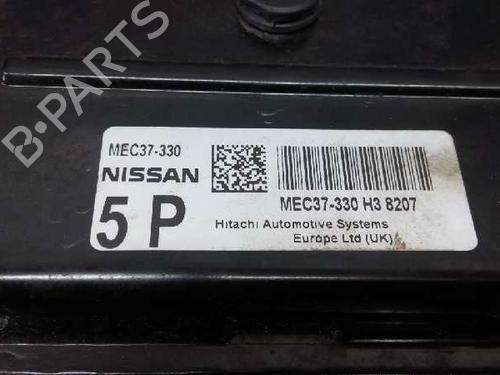 B-PARTS
MEC37-330
NISSAN
5 P
MEC37-330 H3 8207
Hitachi Automotive Systems
Europe Ltd (UK)